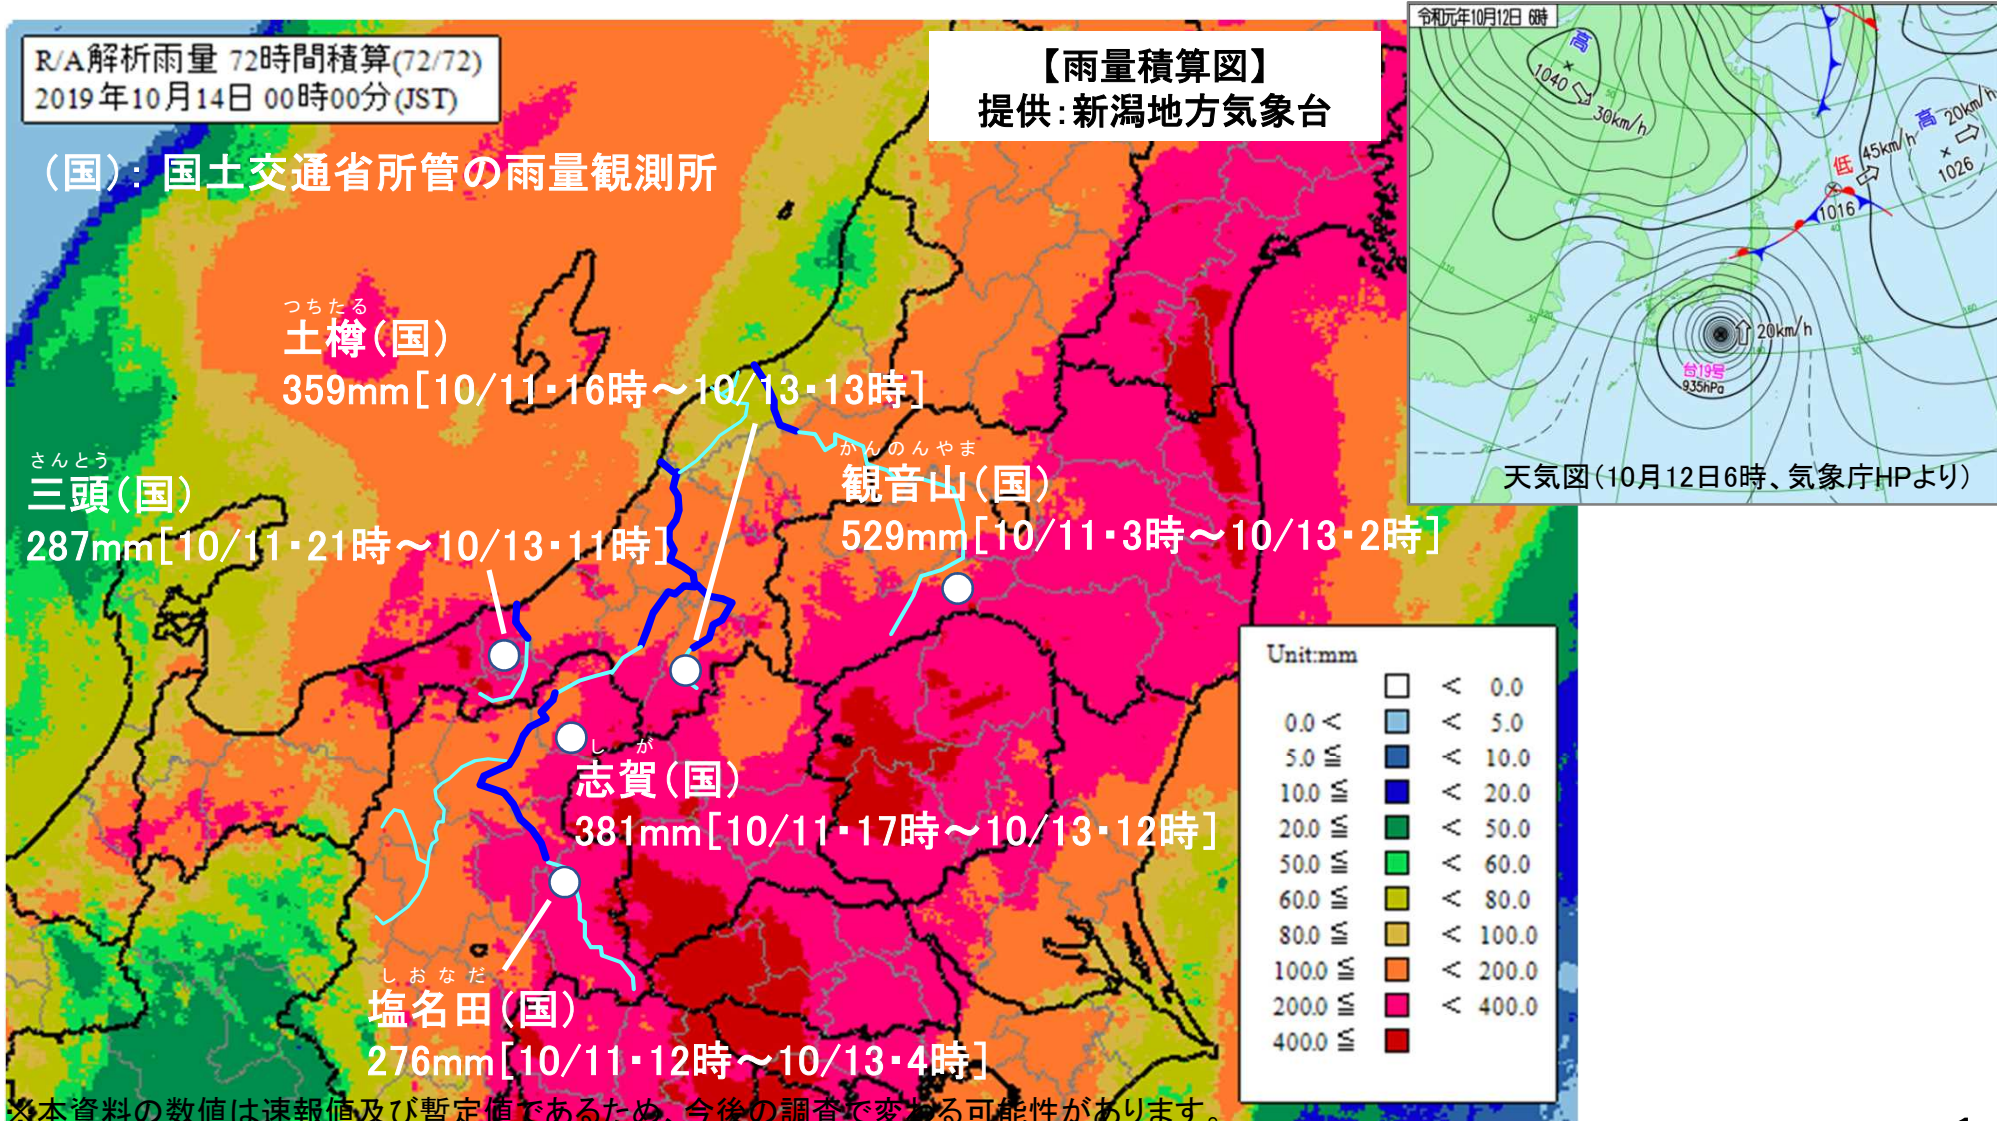 R/A解析雨量 72時間積算(72/72)
2019年10月14日 00時00分(JST)
（国）：国土交通省所管の雨量観測所
【雨量積算図】
提供：新潟地方気象台
令和元年10月12日 6時
高
1040
30km/h
低
45km/h
高
20km/h
1026
1016
20km/h
台19号
935hPa
天気図（10月12日6時、気象庁HPより）
つちたる
土樽（国）
359mm［10/11・16時～10/13・13時］
さんとう
三頭（国）
287mm［10/11・21時～10/13・11時］
かんのんやま
観音山（国）
529mm［10/11・3時～10/13・2時］
しが
志賀（国）
381mm［10/11・17時～10/13・12時］
しおなだ
塩名田（国）
276mm［10/11・12時～10/13・4時］
Unit:mm
< 0.0
0.0 < < 5.0
5.0 ≦ < 10.0
10.0 ≦ < 20.0
20.0 ≦ < 50.0
50.0 ≦ < 60.0
60.0 ≦ < 80.0
80.0 ≦ < 100.0
100.0 ≦ < 200.0
200.0 ≦ < 400.0
400.0 ≦
※本資料の数値は速報値及び暫定値であるため、今後の調査で変わる可能性があります。